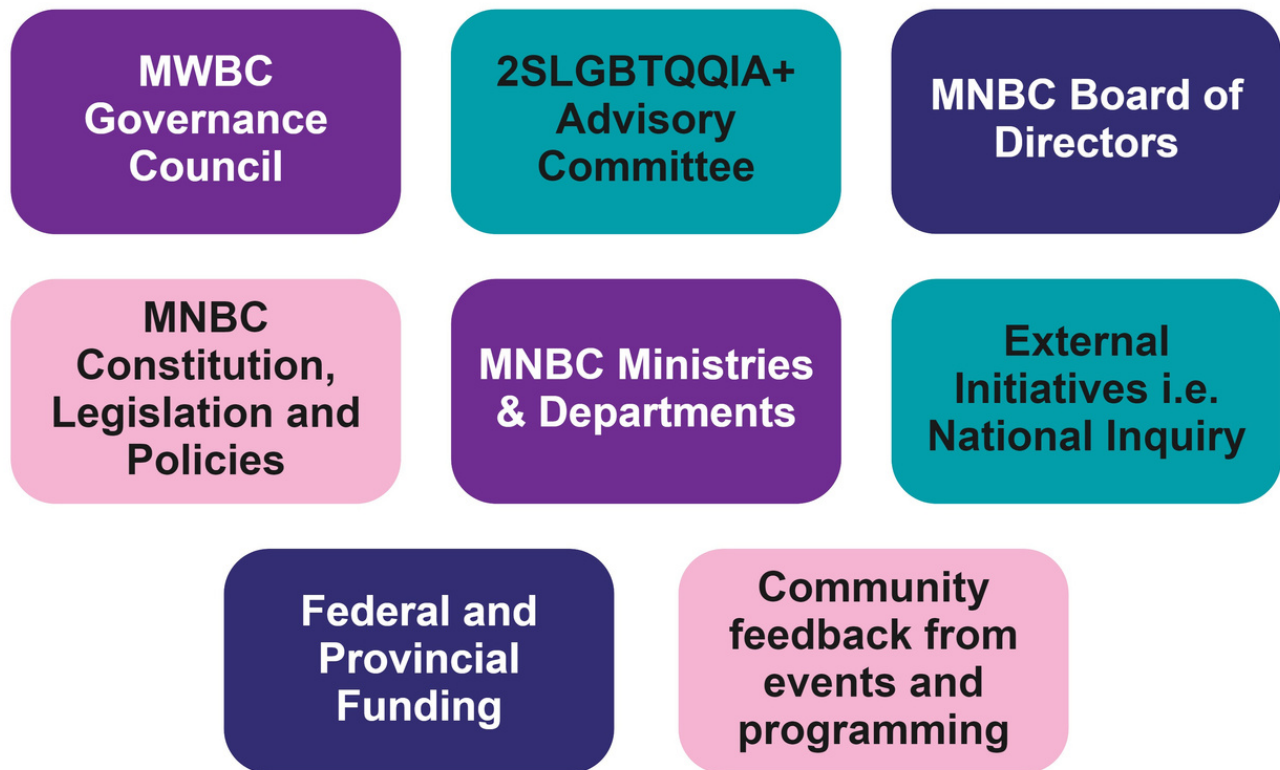 MWBC
Governance
Council
2SLGBTQQIA+
Advisory
Committee
MNBC Board of
Directors
MNBC
Constitution,
Legislation and
Policies
MNBC Ministries
& Departments
External
Initiatives i.e.
National Inquiry
Federal and
Provincial
Funding
Community
feedback from
events and
programming